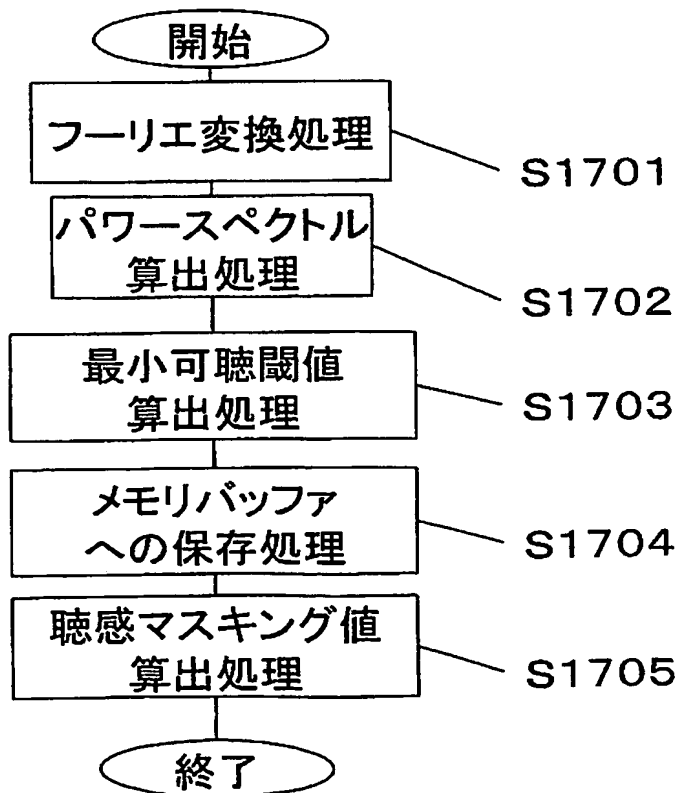 開始
フーリエ変換処理
S1701
パワースペクトル
算出処理
S1702
最小可聴閾値
算出処理
S1703
メモリバッファ
への保存処理
S1704
聴感マスキング値
算出処理
S1705
終了